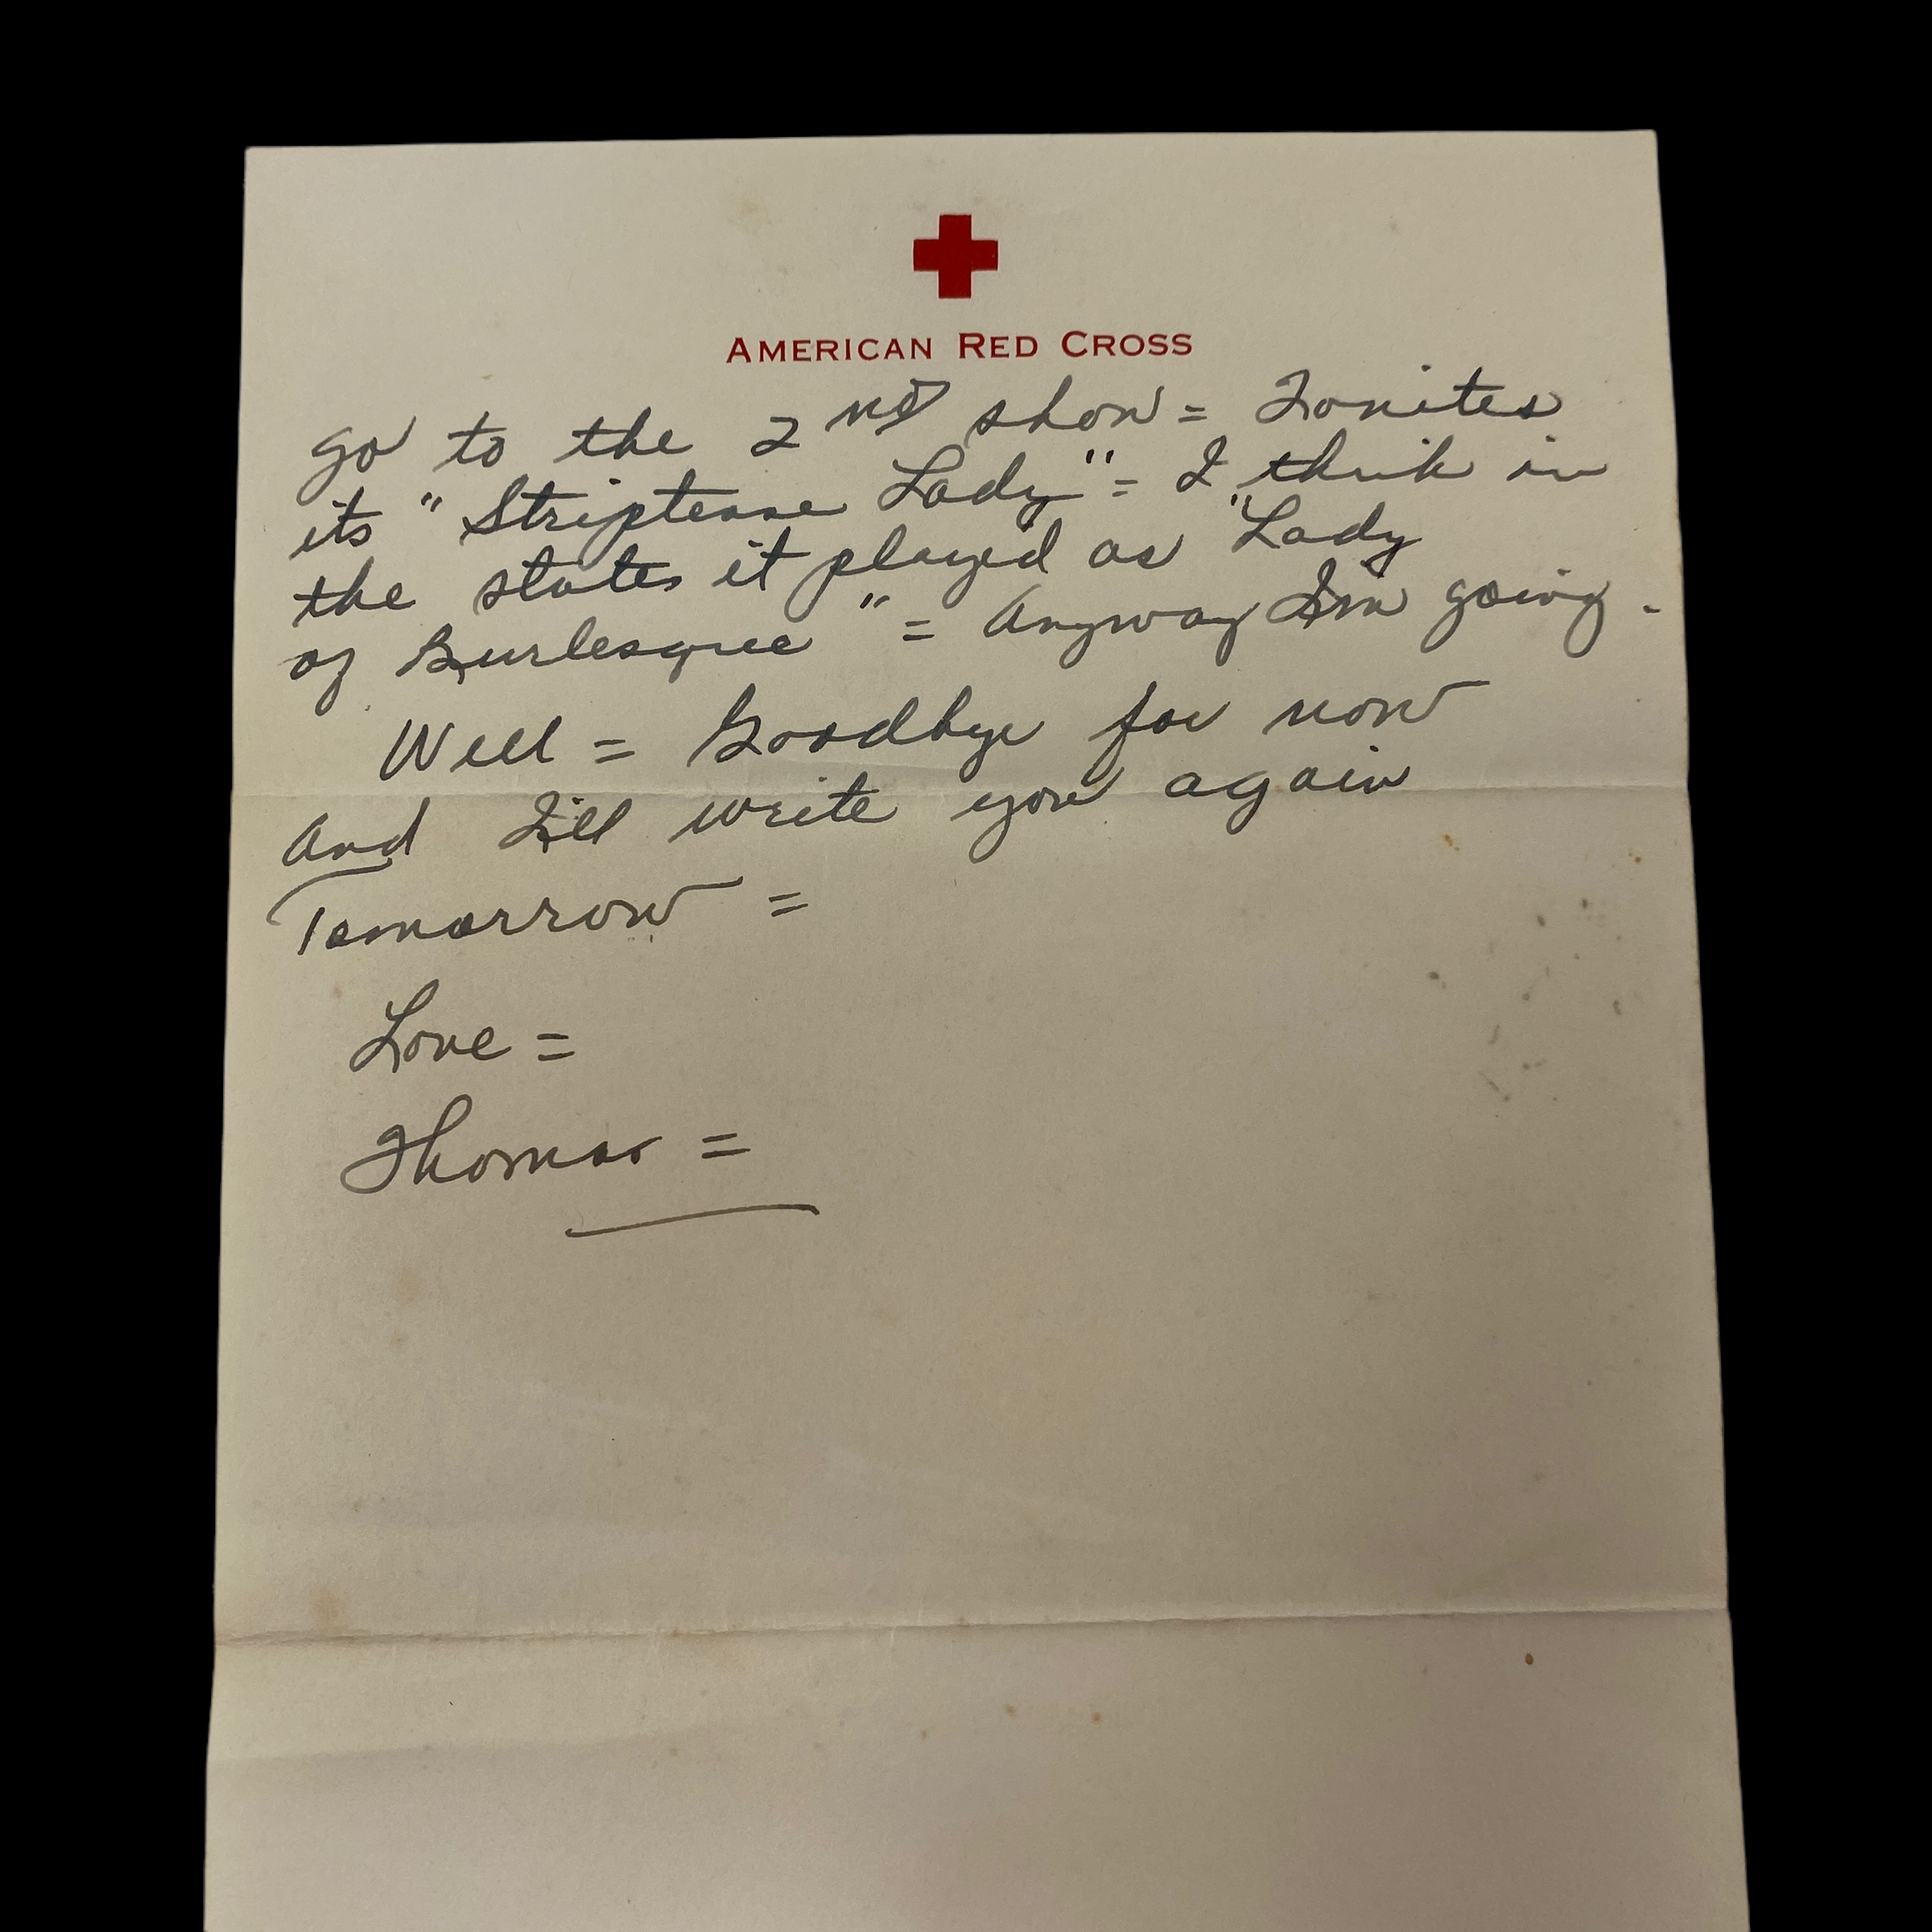 AMERICAN RED CROSS
go to the 2nd show = Tonites
its "Striptease Lady" = I think in
the states it played as "Lady
of Burlesque" = Anyway I'm going.
Well = Goodbye for now
And I'll write you again
Tomorrow =
Love =
Thomas =